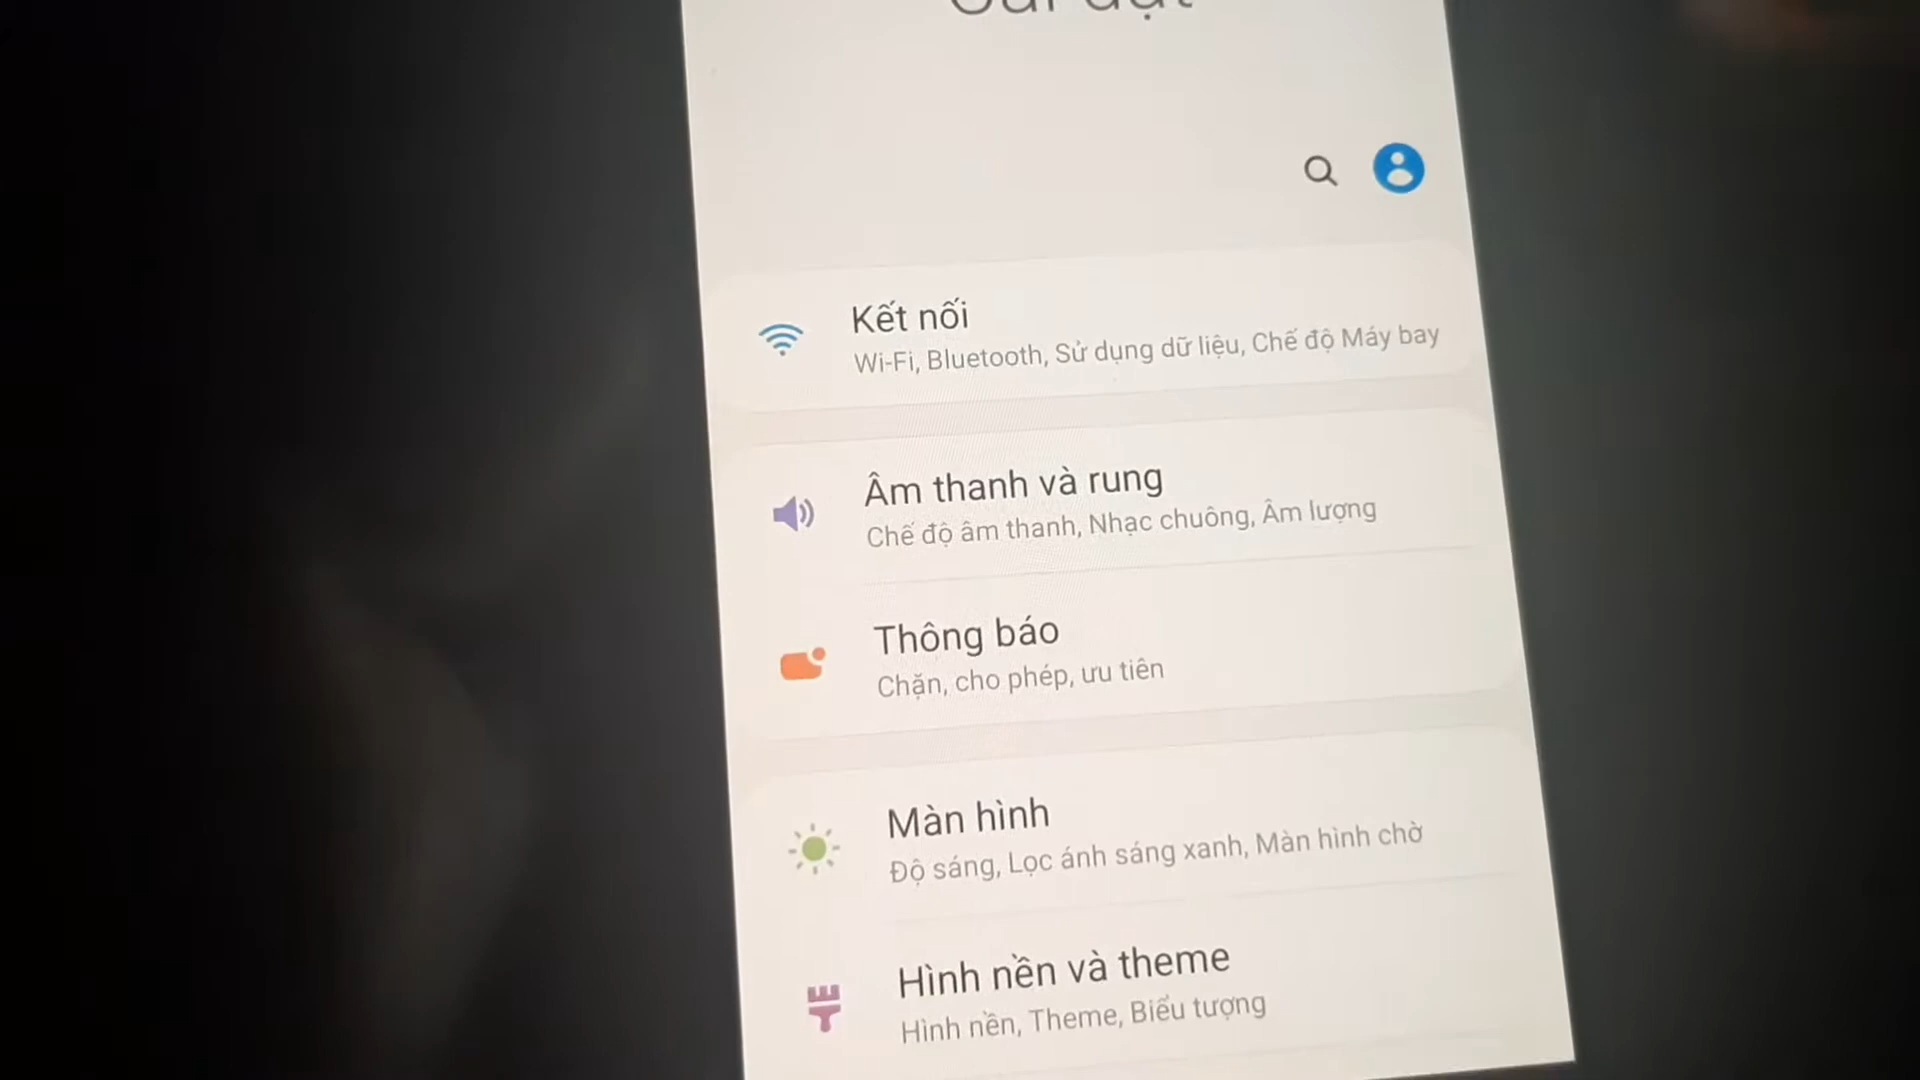 Cài đặt
Kết nối
Wi-Fi, Bluetooth, Sử dụng dữ liệu, Chế độ Máy bay
Âm thanh và rung
Chế độ âm thanh, Nhạc chuông, Âm lượng
Thông báo
Chặn, cho phép, ưu tiên
Màn hình
Độ sáng, Lọc ánh sáng xanh, Màn hình chờ
Hình nền và theme
Hình nền, Theme, Biểu tượng